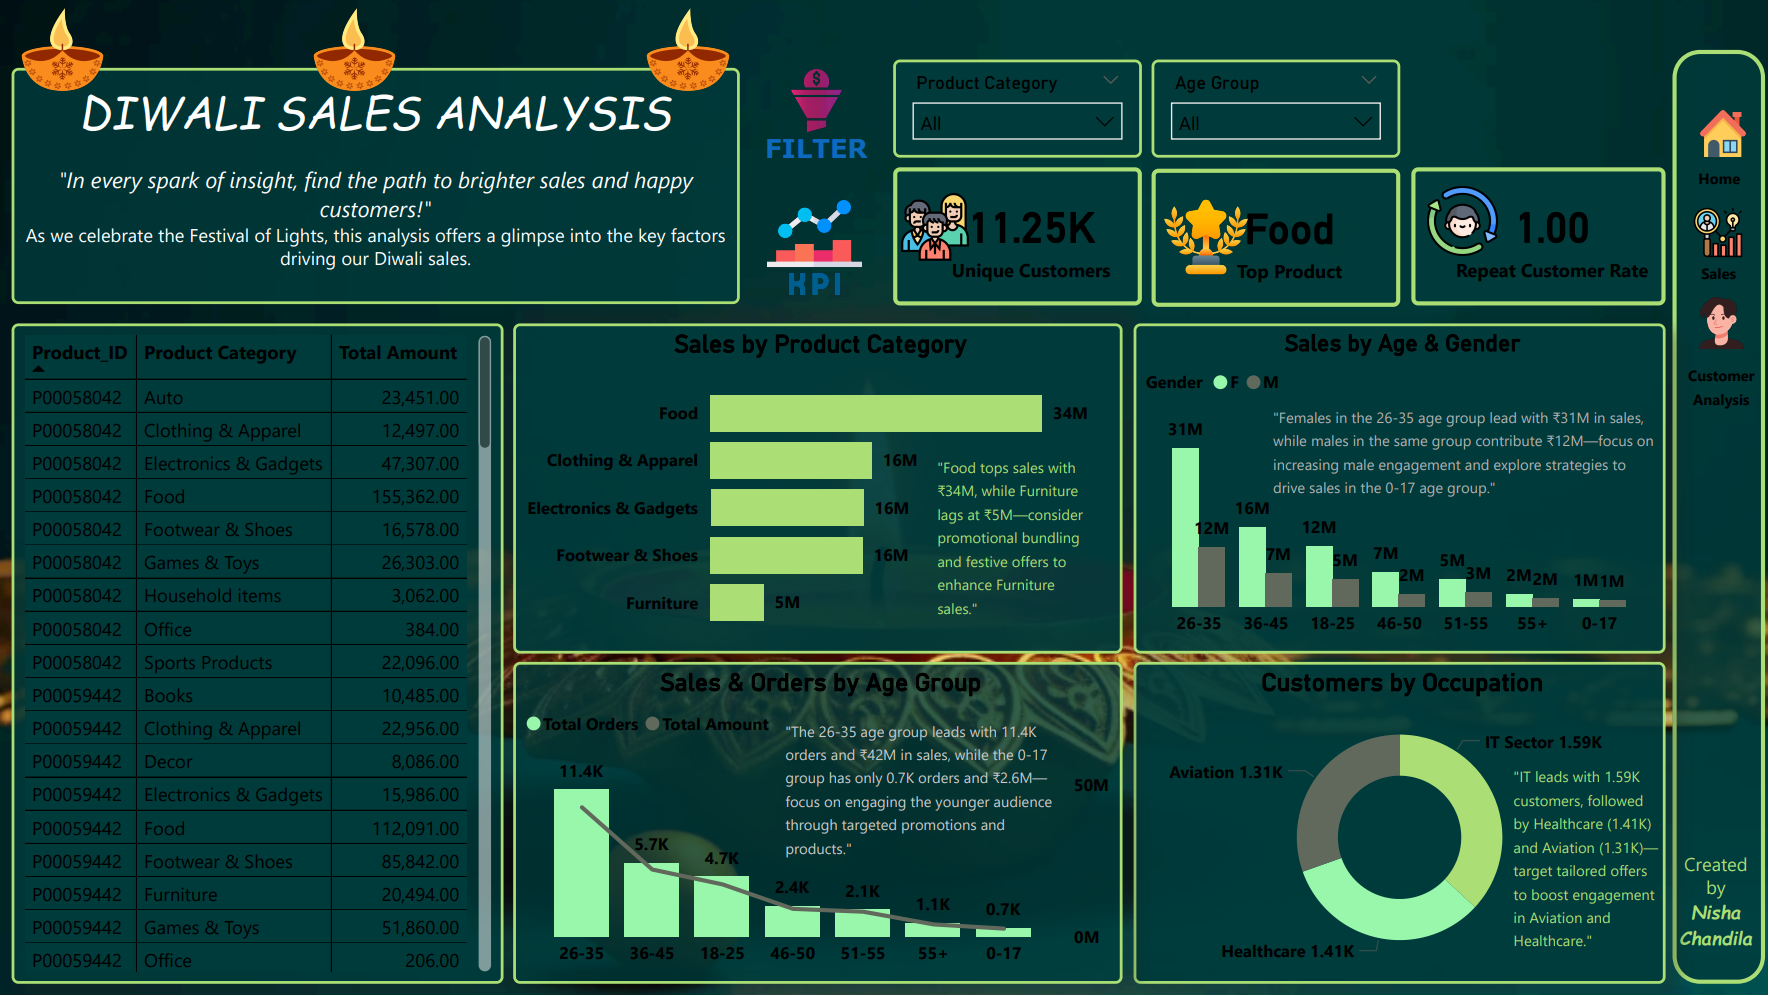 DIWALI SALES ANALYSIS
"In every spark of insight, find the path to brighter sales and happy
customers!"
As we celebrate the Festival of Lights, this analysis offers a glimpse into the key factors
driving our Diwali sales.
FILTER
KPI
Product Category
All
Age Group
All
11.25K
Unique Customers
Food
Top Product
1.00
Repeat Customer Rate
Home
Sales
Customer
Analysis
Created
by
Nisha
Chandila
Product_ID Product Category Total Amount
P00058042 Auto 23,451.00
P00058042 Clothing & Apparel 12,497.00
P00058042 Electronics & Gadgets 47,307.00
P00058042 Food 155,362.00
P00058042 Footwear & Shoes 16,578.00
P00058042 Games & Toys 26,303.00
P00058042 Household items 3,062.00
P00058042 Office 384.00
P00058042 Sports Products 22,096.00
P00059442 Books 10,485.00
P00059442 Clothing & Apparel 22,956.00
P00059442 Decor 8,086.00
P00059442 Electronics & Gadgets 15,986.00
P00059442 Food 112,091.00
P00059442 Footwear & Shoes 85,842.00
P00059442 Furniture 20,494.00
P00059442 Games & Toys 51,860.00
P00059442 Office 206.00
Sales by Product Category
Food 34M
Clothing & Apparel 16M
Electronics & Gadgets 16M
Footwear & Shoes 16M
Furniture 5M
"Food tops sales with
₹34M, while Furniture
lags at ₹5M—consider
promotional bundling
and festive offers to
enhance Furniture
sales."
Sales by Age & Gender
Gender F M
"Females in the 26-35 age group lead with ₹31M in sales,
while males in the same group contribute ₹12M—focus on
increasing male engagement and explore strategies to
drive sales in the 0-17 age group."
31M 12M 16M 7M 12M 5M 7M 2M 5M 3M 2M 2M 1M 1M
26-35 36-45 18-25 46-50 51-55 55+ 0-17
Sales & Orders by Age Group
Total Orders Total Amount
"The 26-35 age group leads with 11.4K
orders and ₹42M in sales, while the 0-17
group has only 0.7K orders and ₹2.6M—
focus on engaging the younger audience
through targeted promotions and
products."
11.4K 5.7K 4.7K 2.4K 2.1K 1.1K 0.7K
50M
0M
26-35 36-45 18-25 46-50 51-55 55+ 0-17
Customers by Occupation
IT Sector 1.59K
Aviation 1.31K
Healthcare 1.41K
"IT leads with 1.59K
customers, followed
by Healthcare (1.41K)
and Aviation (1.31K)—
target tailored offers
to boost engagement
in Aviation and
Healthcare."